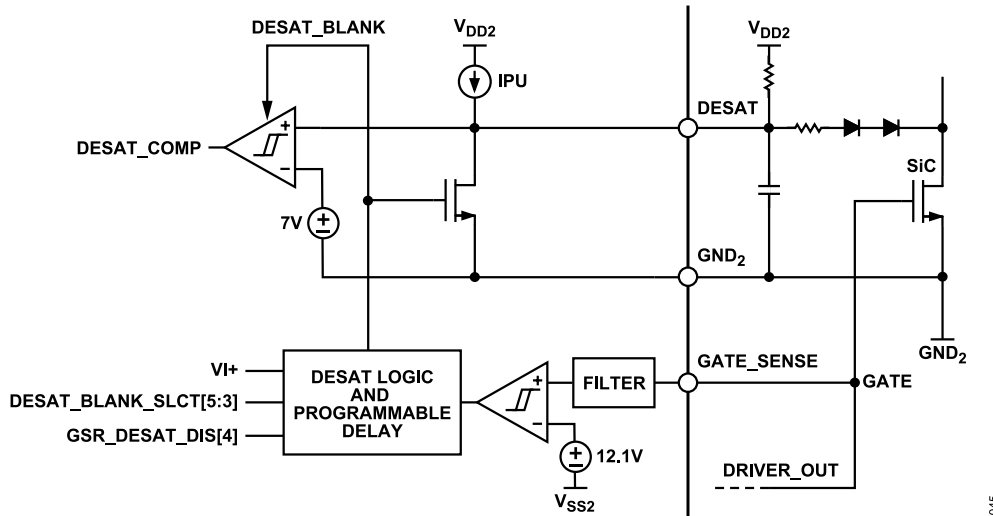 DESAT_BLANK
VDD2
IPU
VDD2
DESAT
DESAT_COMP
+
−
7V
SiC
GND2
GND2
VI+
DESAT_BLANK_SLCT[5:3]
GSR_DESAT_DIS[4]
DESAT LOGIC
AND
PROGRAMMABLE
DELAY
+
−
FILTER
GATE_SENSE
GATE
12.1V
VSS2
DRIVER_OUT
045